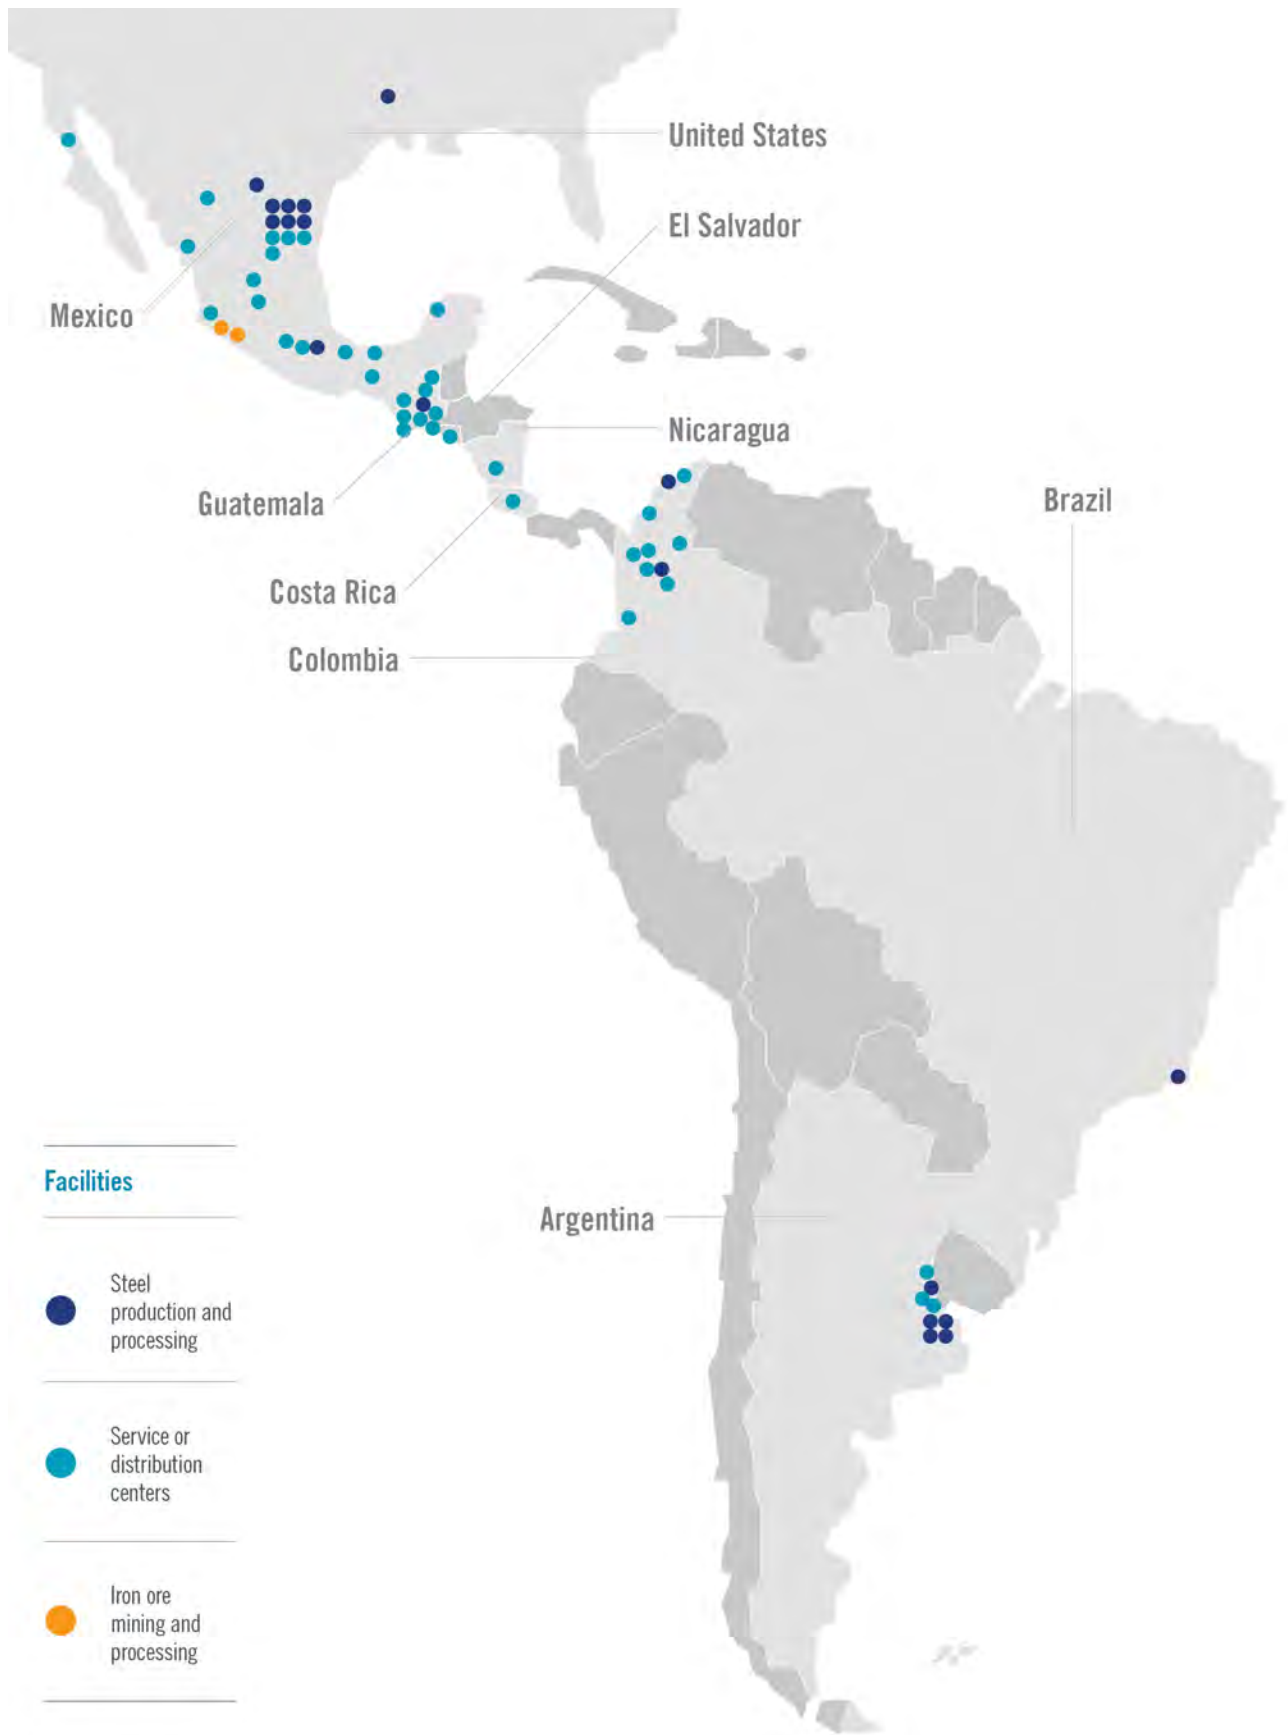 United States
El Salvador
Mexico
Nicaragua
Guatemala
Brazil
Costa Rica
Colombia
Argentina
Facilities
Steel
production and
processing
Service or
distribution
centers
Iron ore
mining and
processing